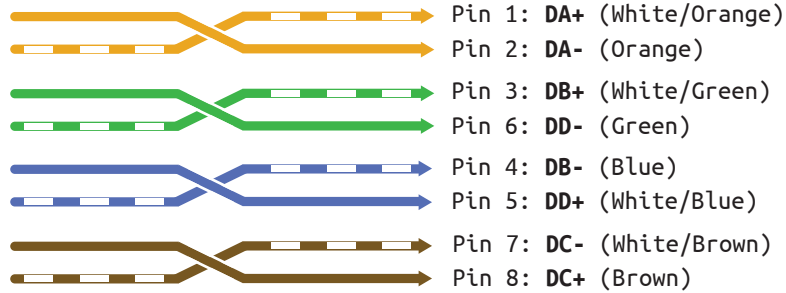 Pin 1: DA+ (White/Orange)
Pin 2: DA- (Orange)
Pin 3: DB+ (White/Green)
Pin 6: DD- (Green)
Pin 4: DB- (Blue)
Pin 5: DD+ (White/Blue)
Pin 7: DC- (White/Brown)
Pin 8: DC+ (Brown)